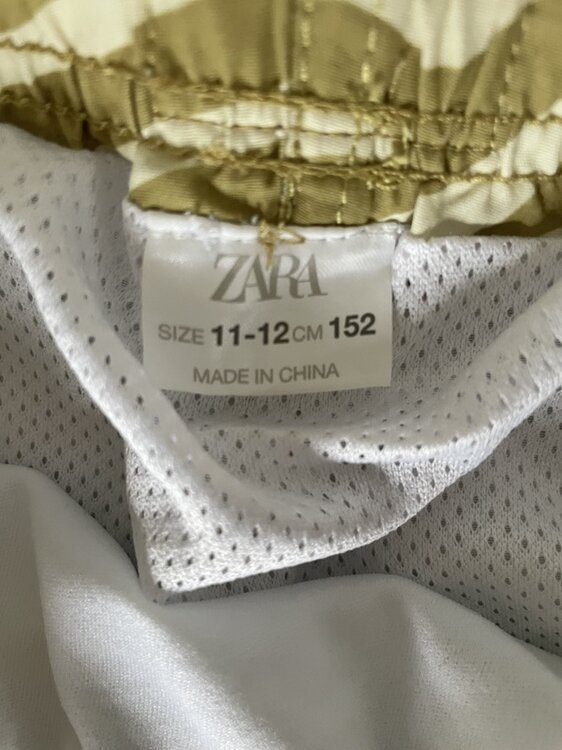 ZARA
SIZE 11-12 CM 152
MADE IN CHINA